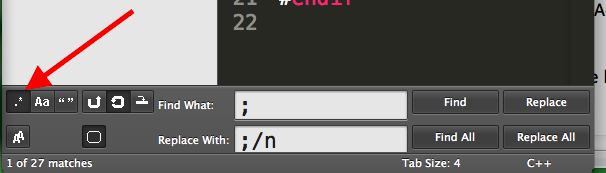 21 #endif
22
.* Aa “” Find What: ; Find Replace
AA Replace With: ;/n Find All Replace All
1 of 27 matches Tab Size: 4 C++